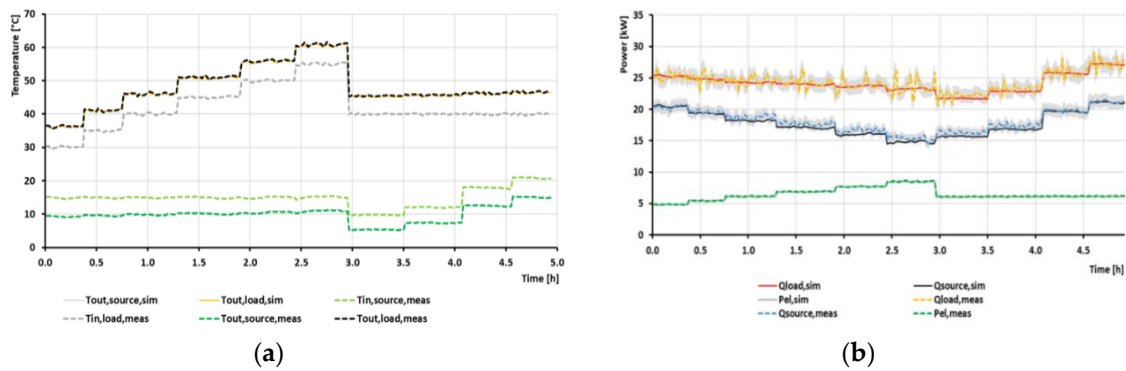 Temperature [°C]
70
60
50
40
30
20
10
0
0.0 0.5 1.0 1.5 2.0 2.5 3.0 3.5 4.0 4.5 5.0
Time [h]
Tout,source,sim Tout,load,sim Tin,source,meas
Tin,load,meas Tout,source,meas Tout,load,meas
(a)
Power [kW]
35
30
25
20
15
10
5
0
0.0 0.5 1.0 1.5 2.0 2.5 3.0 3.5 4.0 4.5
Time [h]
Qload,sim Qsource,sim
Pel,sim Qload,meas
Qsource,meas Pel,meas
(b)